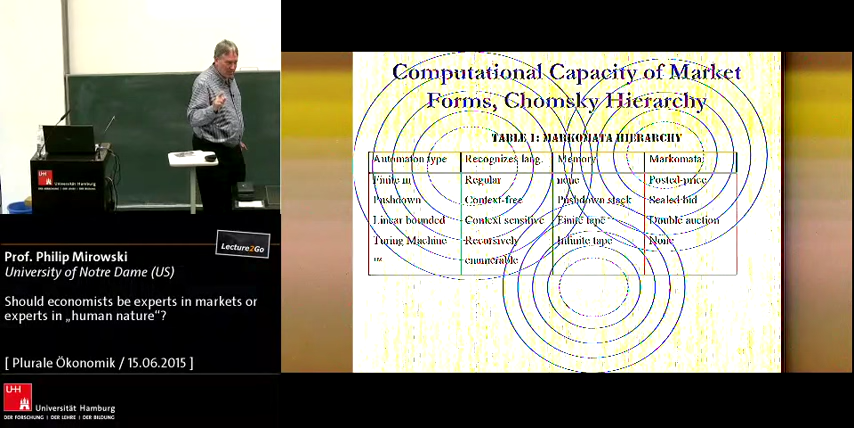 Computational Capacity of Market
Forms, Chomsky Hierarchy
TABLE 1: MARKOMATA HIERARCHY
Automaton type Recognizes lang. Memory Markomata
Finite m Regular none Posted-price
Pushdown Context-free Pushdown stack Sealed bid
Linear bounded Context sensitive Finite tape Double auction
Turing Machine Recursively Infinite tape None
TM enumerable
UH
Universität Hamburg
Lecture2Go
Prof. Philip Mirowski
University of Notre Dame (US)
Should economists be experts in markets or
experts in „human nature“?
[ Plurale Ökonomik / 15.06.2015 ]
UH
Universität Hamburg
DER FORSCHUNG | DER LEHRE | DER BILDUNG